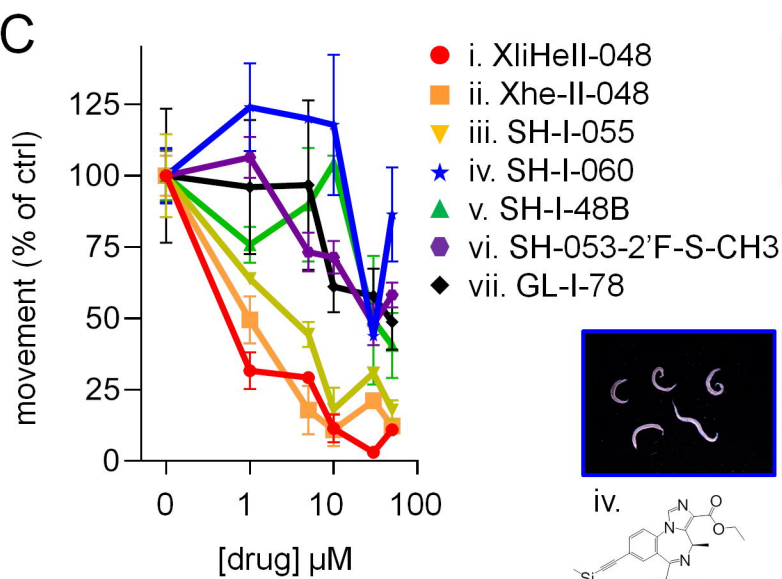 C
movement (% of ctrl)
125
100
75
50
25
0
0 1 10 100
[drug] µM
i. XliHeII-048
ii. Xhe-II-048
iii. SH-I-055
iv. SH-I-060
v. SH-I-48B
vi. SH-053-2'F-S-CH3
vii. GL-I-78
iv.
N
O
N
O
N
Si